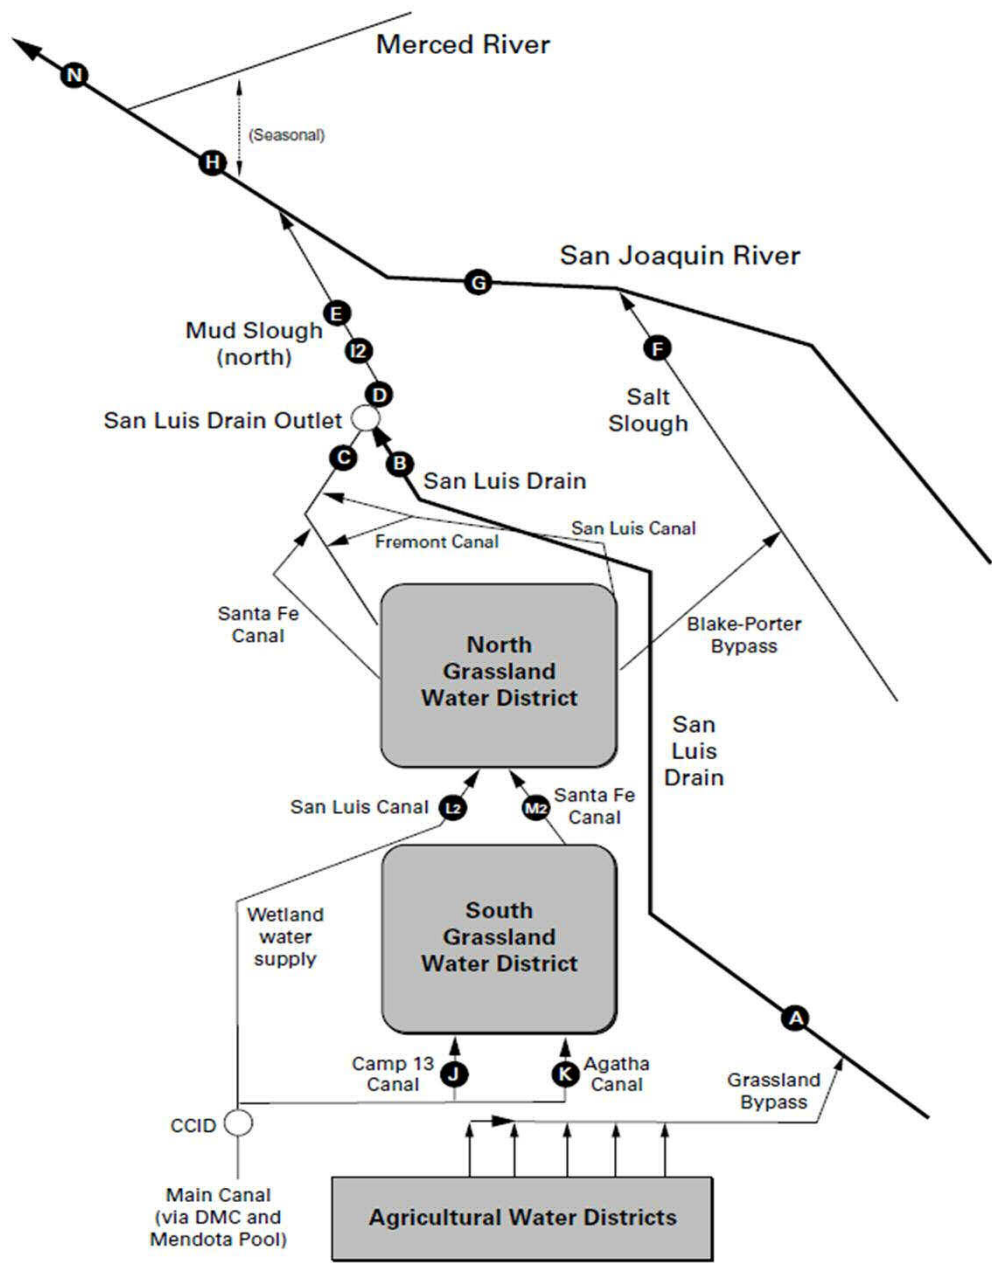 Merced River
N
(Seasonal)
H
San Joaquin River
G
E
Mud Slough
(north)
I2
F
D
Salt
Slough
San Luis Drain Outlet
C
B
San Luis Drain
San Luis Canal
Fremont Canal
Santa Fe
Canal
Blake-Porter
Bypass
North
Grassland
Water District
San
Luis
Drain
San Luis Canal
L2
M2
Santa Fe
Canal
Wetland
water
supply
South
Grassland
Water District
A
Camp 13
Canal
J
K
Agatha
Canal
Grassland
Bypass
CCID
Main Canal
(via DMC and
Mendota Pool)
Agricultural Water Districts